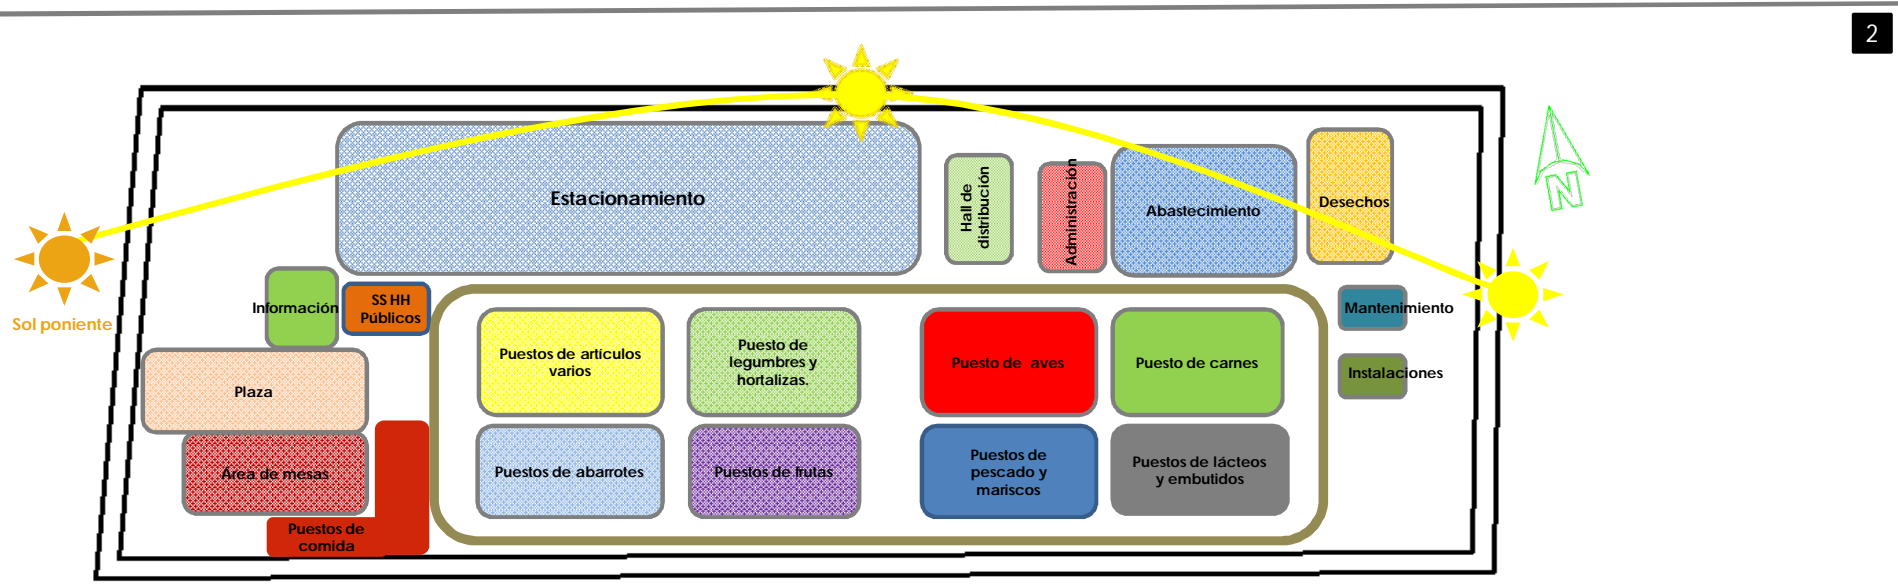 2
Estacionamiento
Hall de
distribución
Administración
Abastecimiento
Desechos
N
Sol poniente
Información
SS HH
Públicos
Mantenimiento
Puestos de artículos
varios
Puesto de
legumbres y
hortalizas.
Puesto de aves
Puesto de carnes
Instalaciones
Plaza
Área de mesas
Puestos de abarrotes
Puestos de frutas
Puestos de
pescado y
mariscos
Puestos de lácteos
y embutidos
Puestos de
comida